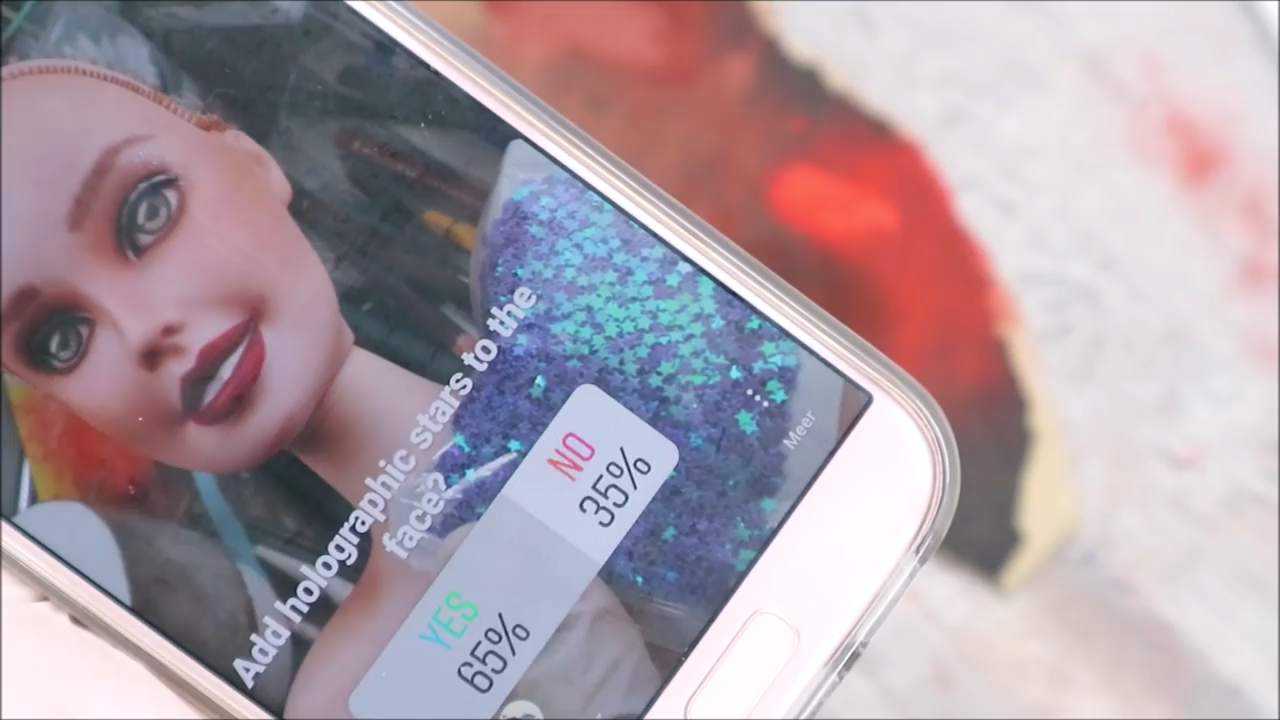 Add holographic stars to the
face?
YES
65%
NO
35%
Meer